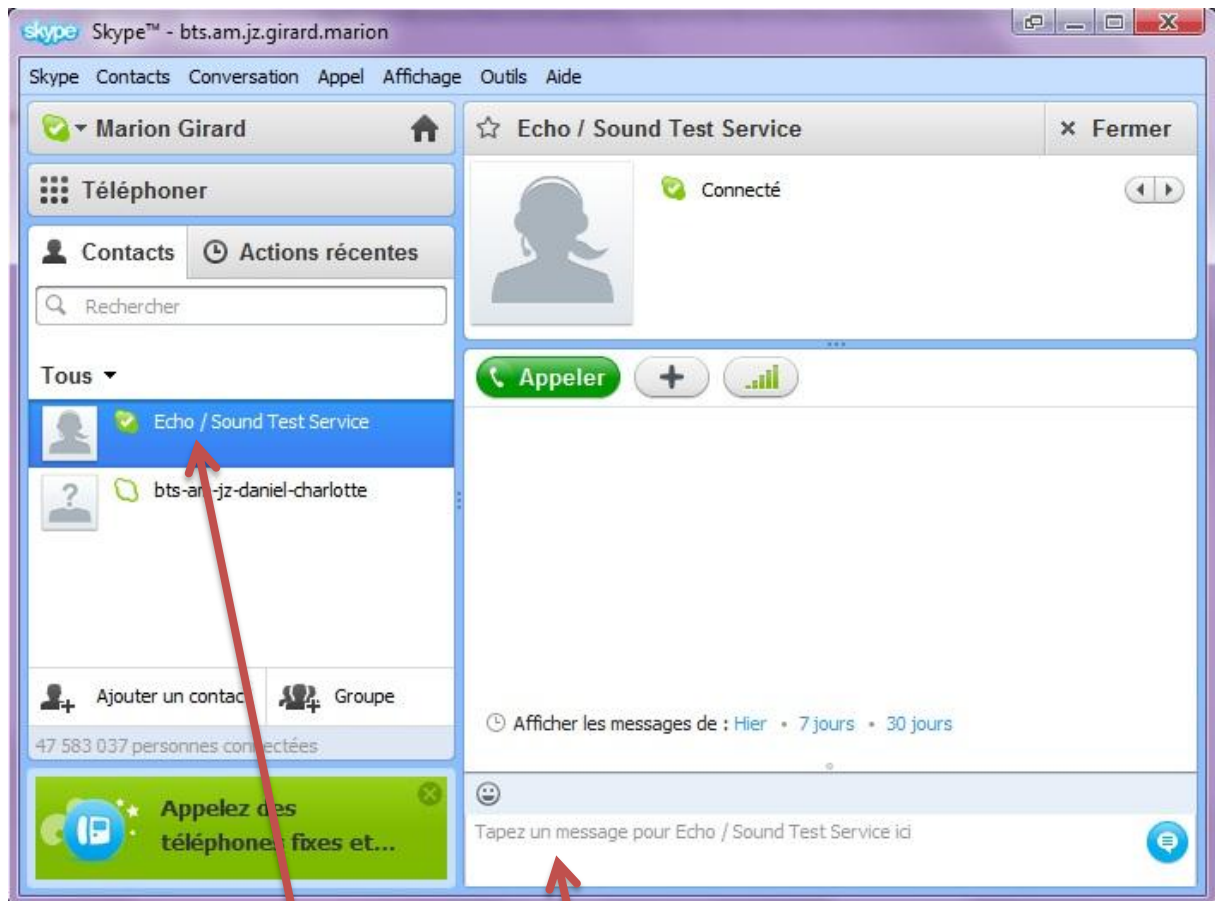 skype Skype™ - bts.am.jz.girard.marion
Skype Contacts Conversation Appel Affichage Outils Aide
Marion Girard
Téléphoner
Contacts Actions récentes
Rechercher
Tous
Echo / Sound Test Service
bts-am-jz-daniel-charlotte
Ajouter un contact Groupe
47 583 037 personnes connectées
Appelez des
téléphones fixes et...
Echo / Sound Test Service × Fermer
Connecté
Appeler
Afficher les messages de : Hier • 7 jours • 30 jours
Tapez un message pour Echo / Sound Test Service ici